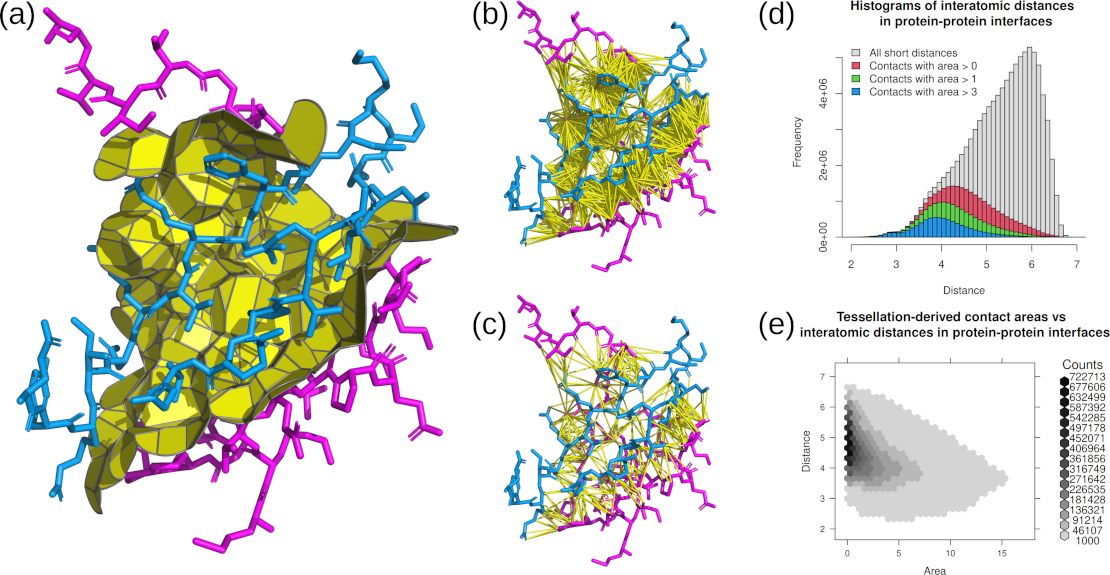 (a)
(b)
(c)
(d)
Histograms of interatomic distances
in protein-protein interfaces
All short distances
Contacts with area > 0
Contacts with area > 1
Contacts with area > 3
Frequency
0e+00
2e+06
4e+06
2
3
4
5
6
7
Distance
(e)
Tessellation-derived contact areas vs
interatomic distances in protein-protein interfaces
Distance
7
6
5
4
3
2
0
5
10
15
Area
Counts
722713
677606
632499
587392
542285
497178
452071
406964
361856
316749
271642
226535
181428
136321
91214
46107
1000